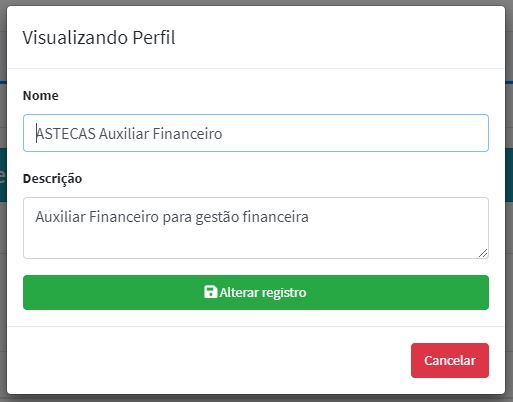 Visualizando Perfil
Nome
ASTECAS Auxiliar Financeiro
Descrição
Auxiliar Financeiro para gestão financeira
Alterar registro
Cancelar